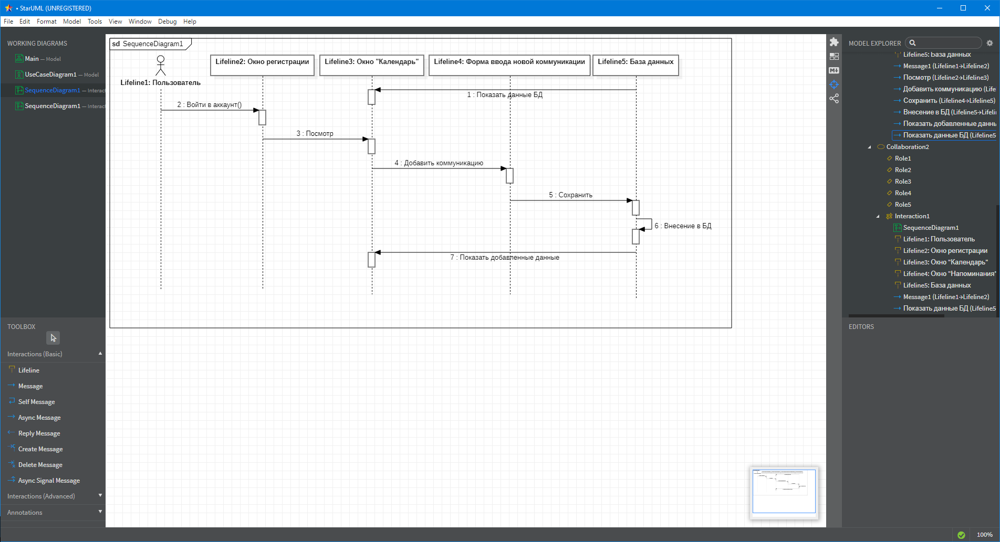 • StarUML (UNREGISTERED)
File Edit Format Model Tools View Window Debug Help
WORKING DIAGRAMS
Main — Model
UseCaseDiagram1 — Model
SequenceDiagram1 — Interac
SequenceDiagram1 — Interac
TOOLBOX
Interactions (Basic)
Lifeline
Message
Self Message
Async Message
Reply Message
Create Message
Delete Message
Async Signal Message
Interactions (Advanced)
Annotations
sd SequenceDiagram1
Lifeline1: Пользователь
Lifeline2: Окно регистрации
Lifeline3: Окно "Календарь"
Lifeline4: Форма ввода новой коммуникации
Lifeline5: База данных
1 : Показать данные БД
2 : Войти в аккаунт()
3 : Посмотр
4 : Добавить коммуникацию
5 : Сохранить
6 : Внесение в БД
7 : Показать добавленные данные
MODEL EXPLORER
Lifeline5: База данных
Message1 (Lifeline1→Lifeline2)
Посмотр (Lifeline2→Lifeline3)
Добавить коммуникацию (Life
Сохранить (Lifeline4→Lifeline5)
Внесение в БД (Lifeline5→Lifeli
Показать добавленные данны
Показать данные БД (Lifeline5
Collaboration2
Role1
Role2
Role3
Role4
Role5
Interaction1
SequenceDiagram1
Lifeline1: Пользователь
Lifeline2: Окно регистрации
Lifeline3: Окно "Календарь"
Lifeline4: Окно "Напоминания"
Lifeline5: База данных
Message1 (Lifeline1→Lifeline2)
Показать данные БД (Lifeline5
EDITORS
100%